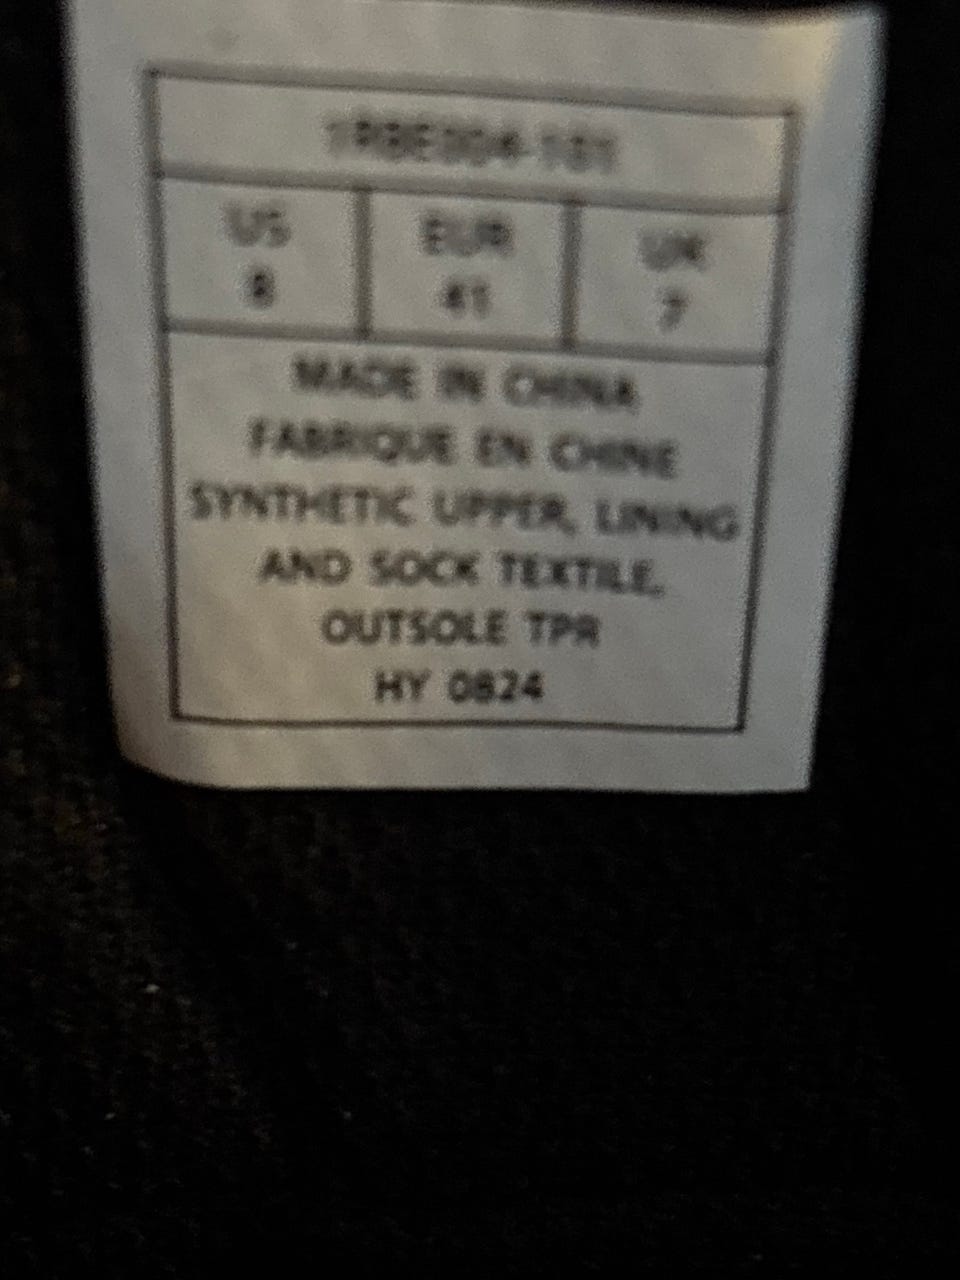 US EUR UK
8 41 7
MADE IN CHINA
FABRIQUE EN CHINE
SYNTHETIC UPPER, LINING
AND SOCK TEXTILE,
OUTSOLE TPR
HY 0824